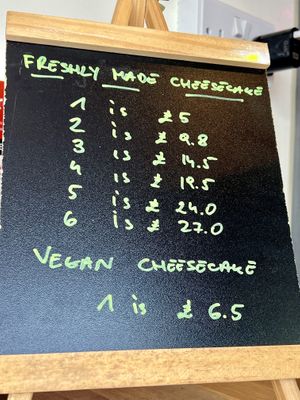 FRESHLY MADE CHEESECAKE
1 is £5
2 is £9.8
3 is £14.5
4 is £19.5
5 is £24.0
6 is £27.0
VEGAN CHEESECAKE
1 is £6.5